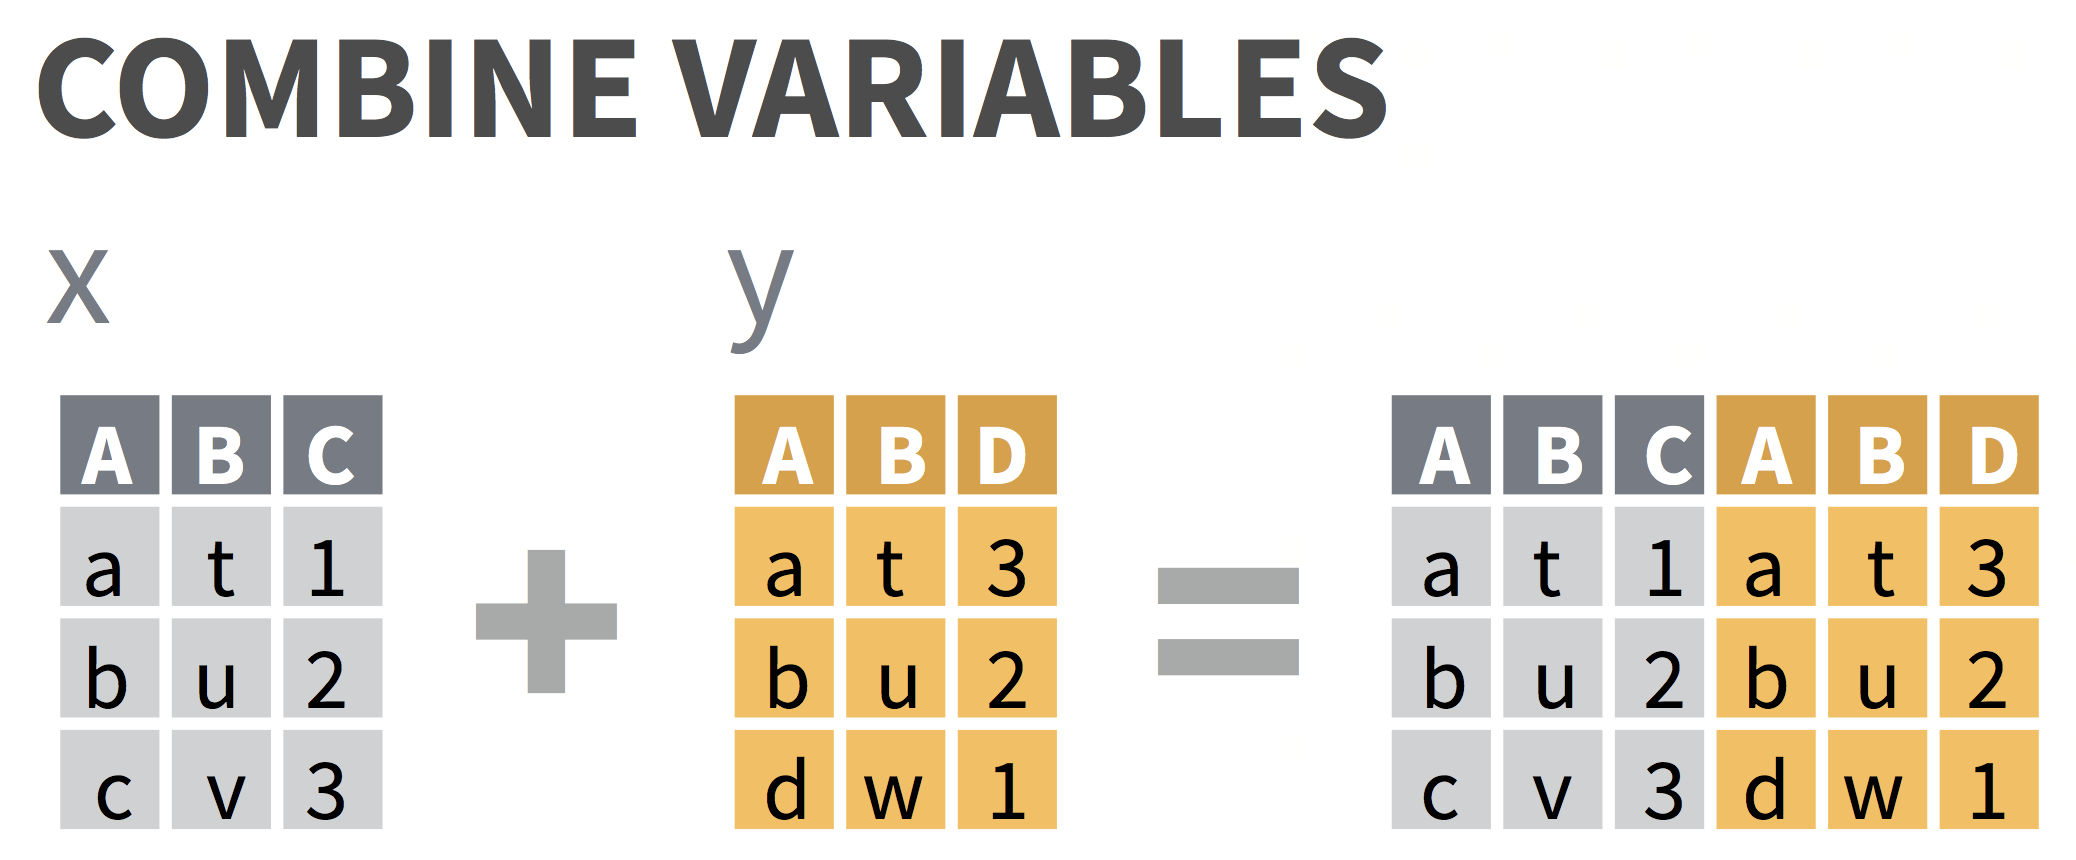 COMBINE VARIABLES
x y
A B C A B D A B C A B D
a t 1 a t 3 a t 1 a t 3
b u 2 + b u 2 = b u 2 b u 2
c v 3 d w 1 c v 3 d w 1